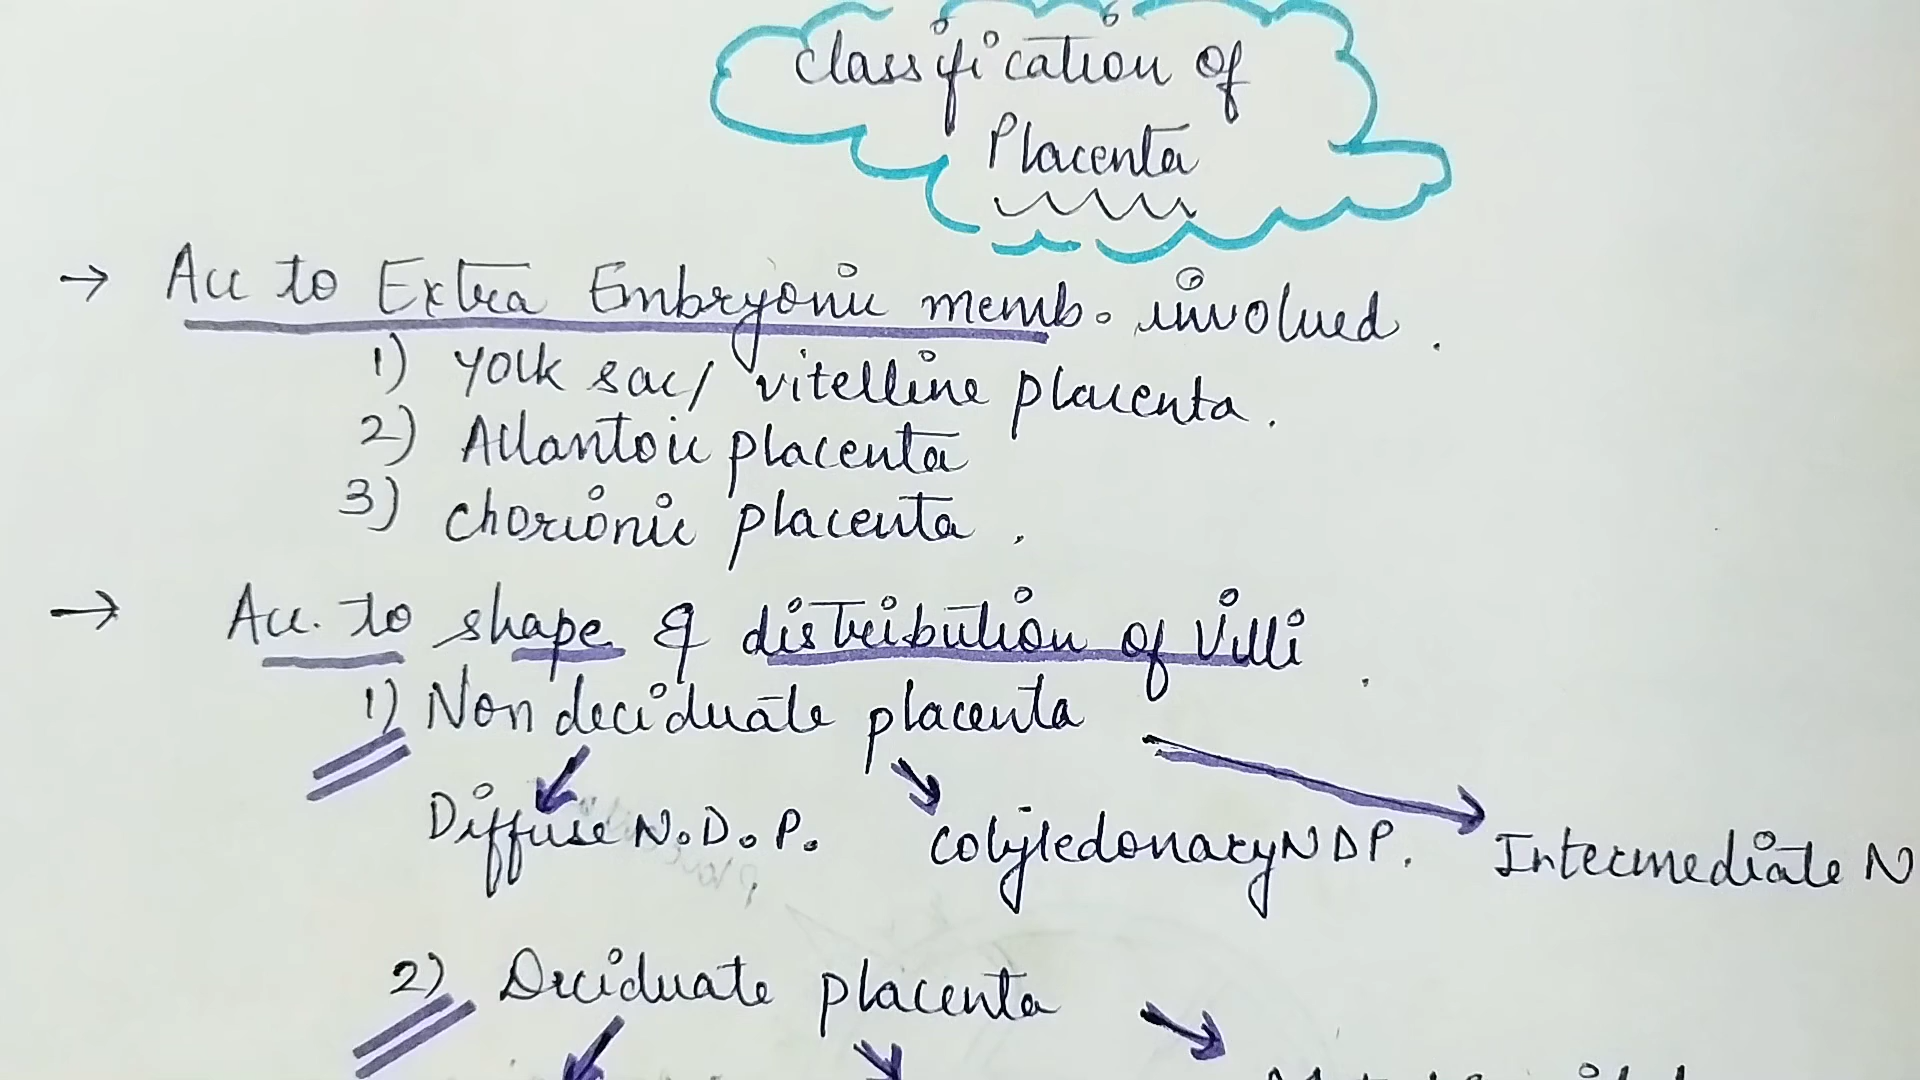 Classification of
Placenta
→ Acc to Extra Embryonic memb. involved.
1) Yolk sac/ vitelline placenta.
2) Allantoic placenta
3) Chorionic placenta.
→ Acc. to shape & distribution of Villi.
1) Non deciduate placenta
Diffuse N.D.P. Cotyledonary NDP. Intermediate N
2) Deciduate placenta